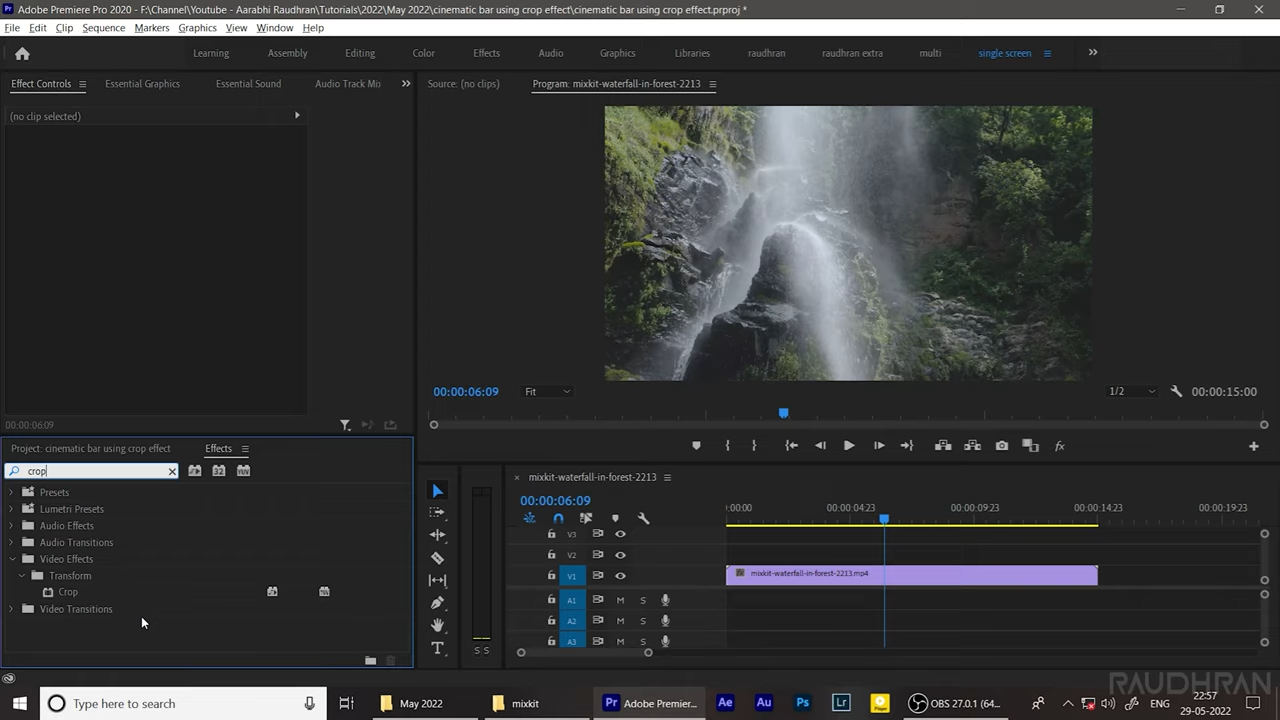 Adobe Premiere Pro 2020 - F:\Channel\Youtube - Aarabhi Raudhran\Tutorials\2022\May 2022\cinematic bar using crop effect\cinematic bar using crop effect.prproj *
File Edit Clip Sequence Markers Graphics View Window Help
Learning Assembly Editing Color Effects Audio Graphics Libraries raudhran raudhran extra multi single screen
Effect Controls Essential Graphics Essential Sound Audio Track Mi
Source: (no clips) Program: mixkit-waterfall-in-forest-2213
(no clip selected)
00:00:06:09 Fit 1/2 00:00:15:00
00:00:06:09
Project: cinematic bar using crop effect Effects
crop
Presets
Lumetri Presets
Audio Effects
Audio Transitions
Video Effects
Transform
Crop
Video Transitions
mixkit-waterfall-in-forest-2213
00:00:06:09
:00:00 00:00:04:23 00:00:09:23 00:00:14:23 00:00:19:23
V3
V2
V1 mixkit-waterfall-in-forest-2213.mp4
A1 M S
A2 M S
A3 M S
S S
RAUDHRAN
Type here to search May 2022 mixkit Adobe Premiere... OBS 27.0.1 (64... ENG 22:57
29-05-2022